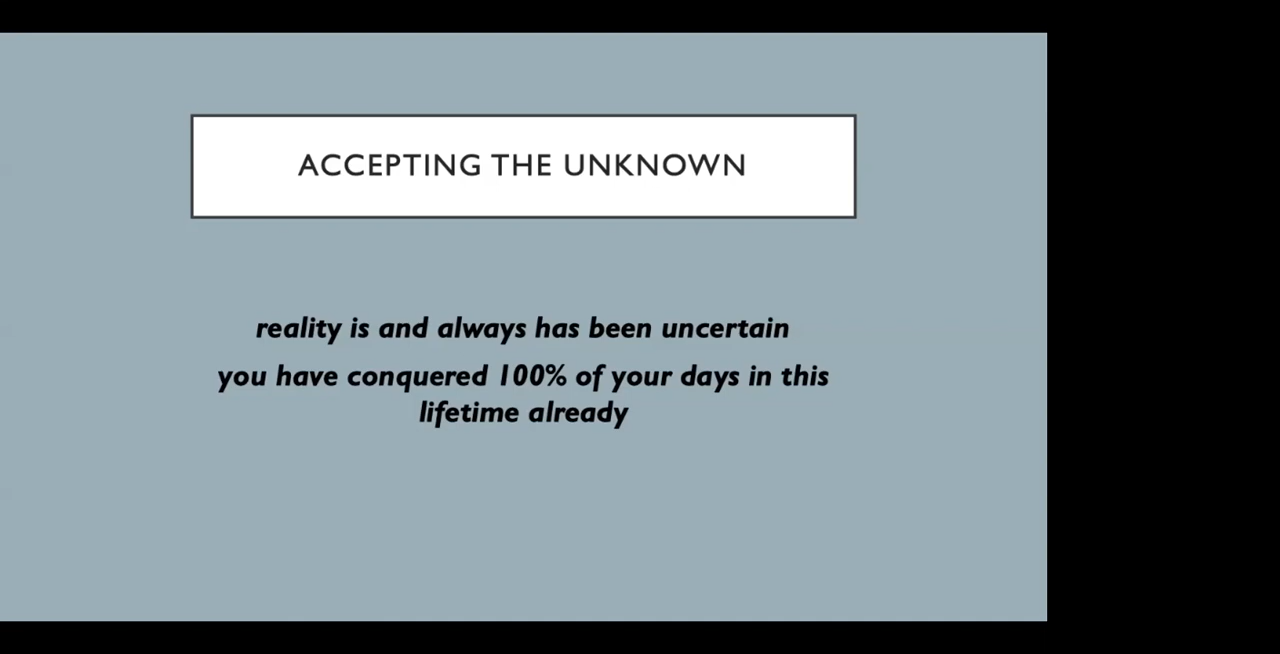 ACCEPTING THE UNKNOWN
reality is and always has been uncertain
you have conquered 100% of your days in this
lifetime already